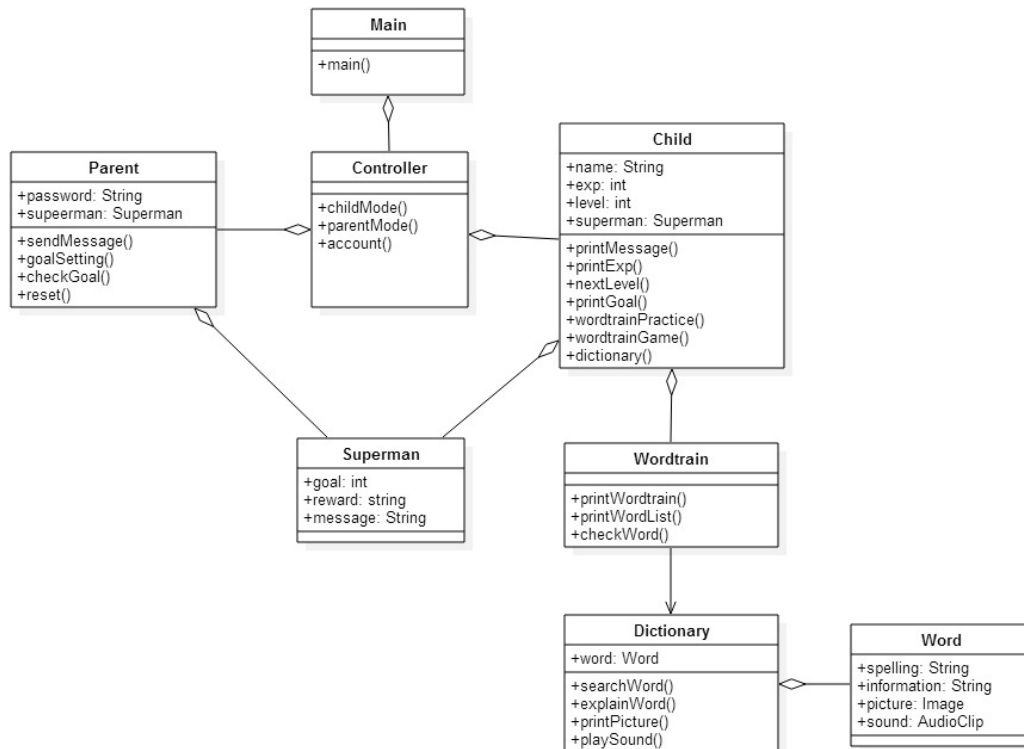 Main
+main()
Parent
+password: String
+supeerman: Superman
+sendMessage()
+goalSetting()
+checkGoal()
+reset()
Controller
+childMode()
+parentMode()
+account()
Child
+name: String
+exp: int
+level: int
+superman: Superman
+printMessage()
+printExp()
+nextLevel()
+printGoal()
+wordtrainPractice()
+wordtrainGame()
+dictionary()
Superman
+goal: int
+reward: string
+message: String
Wordtrain
+printWordtrain()
+printWordList()
+checkWord()
Dictionary
+word: Word
+searchWord()
+explainWord()
+printPicture()
+playSound()
Word
+spelling: String
+information: String
+picture: Image
+sound: AudioClip